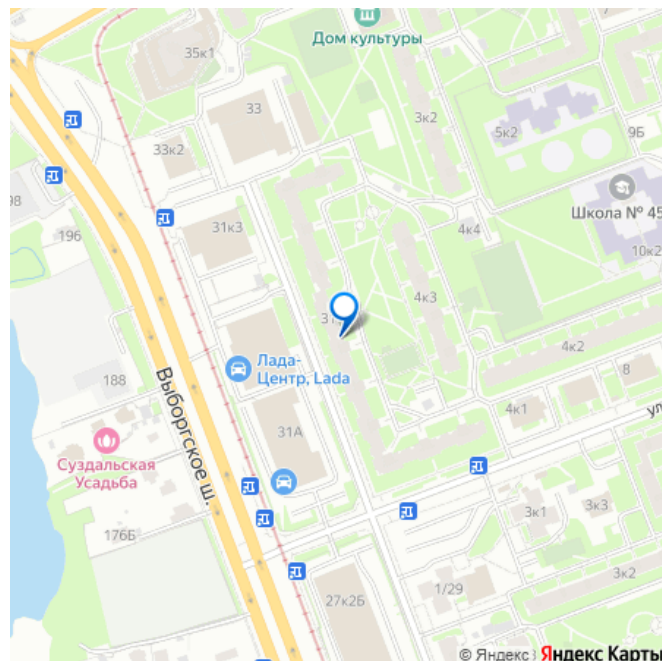 Дом культуры
35к1
33
3к2
5к2
9Б
33к2
Школа № 45
98
196
31к3
4к4
10к2
4к3
31
Лада-
Центр, Lada
4к2
188
8
Выборгское ш.
4к1
ул
31А
Суздальская
Усадьба
176Б
3к1
3к3
3к2
1/29
27к2Б
© Яндекс
Яндекс Карты